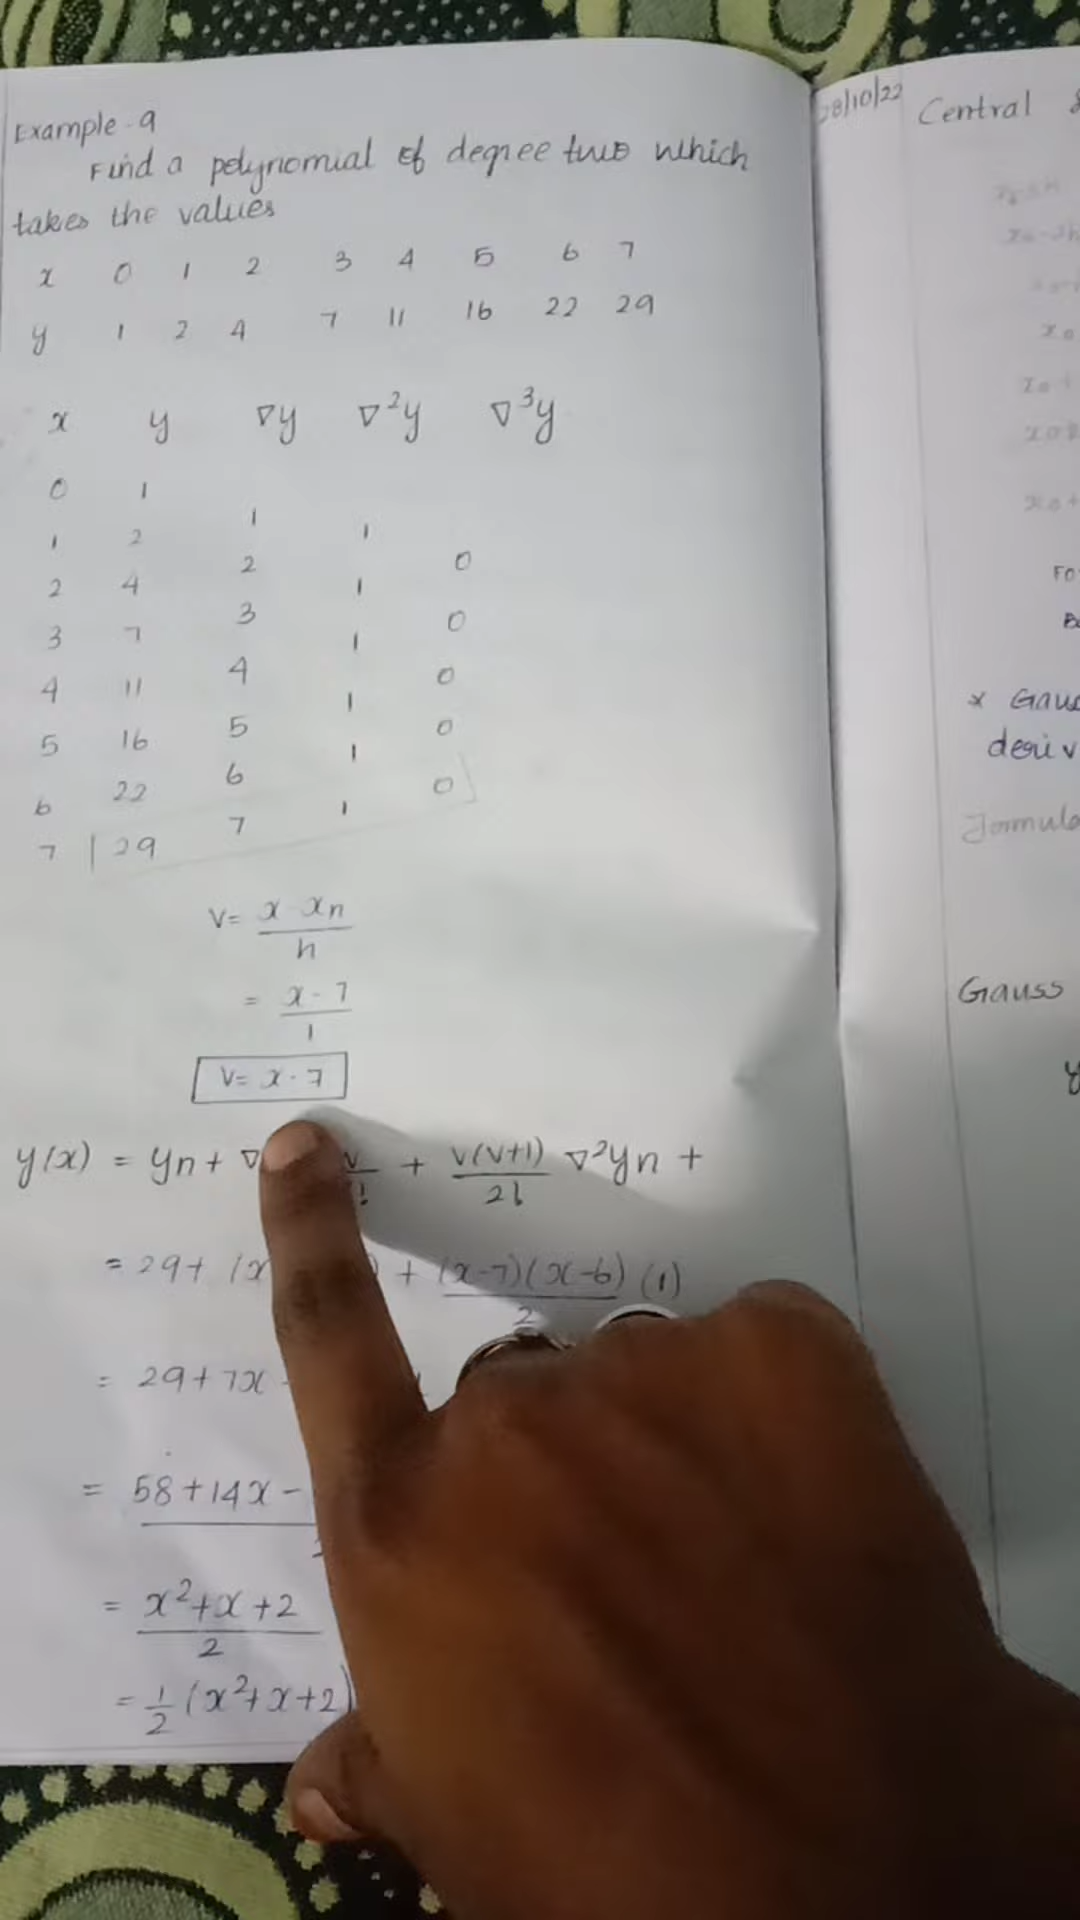 Example-9
Find a polynomial of degree two which
takes the values
x 0 1 2 3 4 5 6 7
y 1 2 4 7 11 16 22 29
x y ∇y ∇²y ∇³y
0 1
1 1
1 2
2 0
2 4 1
3 0
3 7 1
4 0
4 11 1
5 0
5 16 1
6 0
6 22 1
7
7 29
V = x - xn / h
= x - 7 / 1
V = x - 7
y(x) = yn + ∇ v / ! + v(v+1) / 2! ∇²yn +
= 29 + (x ) + (x-7)(x-6) / 2 (1)
= 29 + 7x -
= 58 + 14x -
= x² + x + 2 / 2
= 1/2 (x² + x + 2)
28/10/22
Central
* Gaus
deriv
Formula
Gauss
y